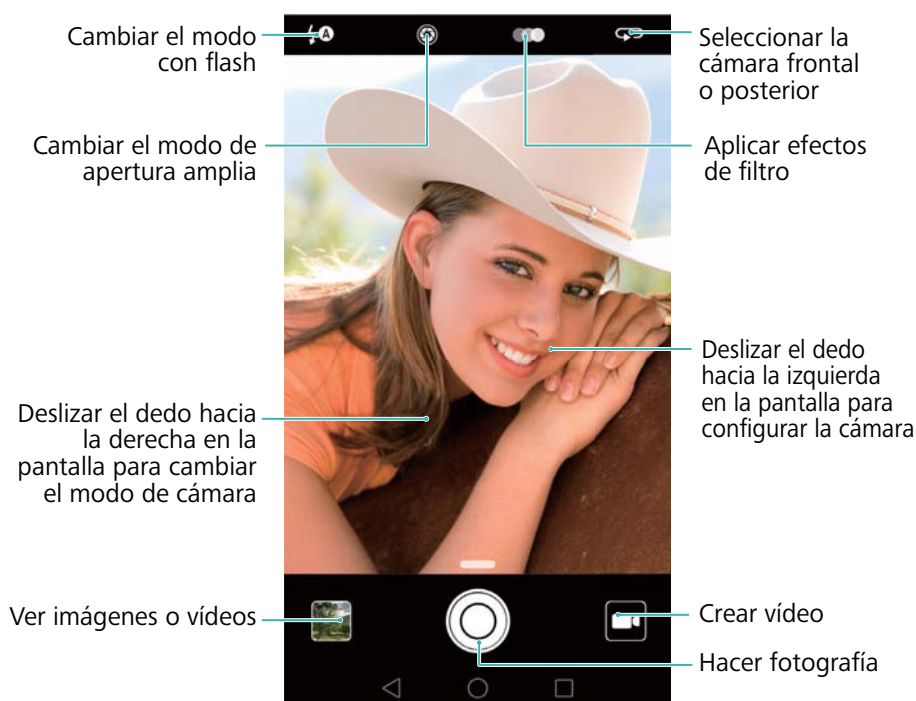 Cambiar el modo
con flash
A
Seleccionar la
cámara frontal
o posterior
Cambiar el modo de
apertura amplia
Aplicar efectos
de filtro
Deslizar el dedo
hacia la izquierda
en la pantalla para
configurar la cámara
Deslizar el dedo hacia
la derecha en la
pantalla para cambiar
el modo de cámara
Ver imágenes o vídeos
Crear vídeo
Hacer fotografía